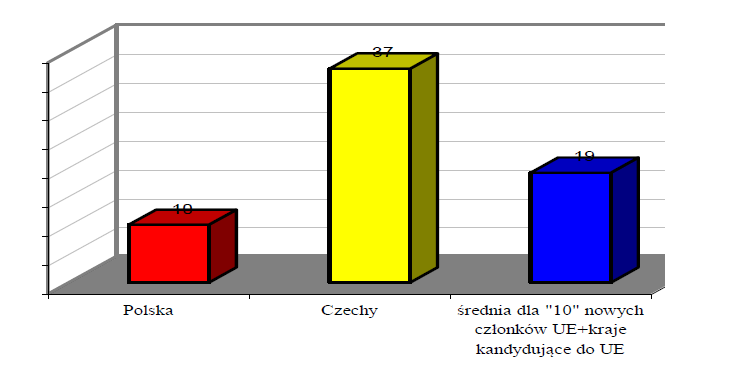 37
19
10
Polska
Czechy
średnia dla "10" nowych
członków UE+kraje
kandydujące do UE